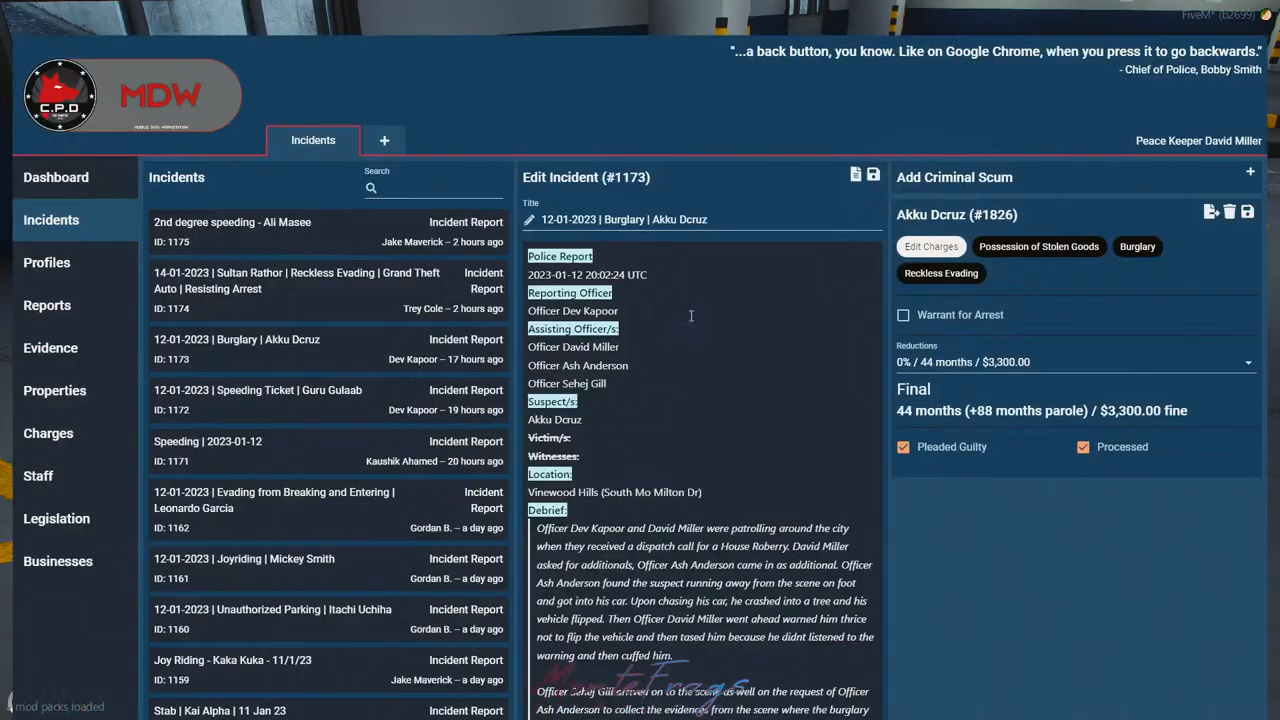 FiveM* (b2699)
"...a back button, you know. Like on Google Chrome, when you press it to go backwards."
- Chief of Police, Bobby Smith
C.P.D
MDW
MOBILE DATA WORKSTATION
Incidents
+
Peace Keeper David Miller
Dashboard
Incidents
Profiles
Reports
Evidence
Properties
Charges
Staff
Legislation
Businesses
Incidents
Search
2nd degree speeding - Ali Masee
Incident Report
ID: 1175
Jake Maverick – 2 hours ago
14-01-2023 | Sultan Rathor | Reckless Evading | Grand Theft
Auto | Resisting Arrest
Incident
Report
ID: 1174
Trey Cole – 2 hours ago
12-01-2023 | Burglary | Akku Dcruz
Incident Report
ID: 1173
Dev Kapoor – 17 hours ago
12-01-2023 | Speeding Ticket | Guru Gulaab
Incident Report
ID: 1172
Dev Kapoor – 19 hours ago
Speeding | 2023-01-12
Incident Report
ID: 1171
Kaushik Ahamed – 20 hours ago
12-01-2023 | Evading from Breaking and Entering |
Leonardo Garcia
Incident
Report
ID: 1162
Gordan B. – a day ago
12-01-2023 | Joyriding | Mickey Smith
Incident Report
ID: 1161
Gordan B. – a day ago
12-01-2023 | Unauthorized Parking | Itachi Uchiha
Incident Report
ID: 1160
Gordan B. – a day ago
Joy Riding - Kaka Kuka - 11/1/23
Incident Report
ID: 1159
Jake Maverick – a day ago
Stab | Kai Alpha | 11 Jan 23
Incident Report
Edit Incident (#1173)
Title
12-01-2023 | Burglary | Akku Dcruz
Police Report
2023-01-12 20:02:24 UTC
Reporting Officer
Officer Dev Kapoor
Assisting Officer/s:
Officer David Miller
Officer Ash Anderson
Officer Sehej Gill
Suspect/s:
Akku Dcruz
Victim/s:
Witnesses:
Location:
Vinewood Hills (South Mo Milton Dr)
Debrief:
Officer Dev Kapoor and David Miller were patrolling around the city
when they received a dispatch call for a House Roberry. David Miller
asked for additionals, Officer Ash Anderson came in as additional. Officer
Ash Anderson found the suspect running away from the scene on foot
and got into his car. Upon chasing his car, he crashed into a tree and his
vehicle flipped. Then Officer David Miller went ahead warned him thrice
not to flip the vehicle and then tased him because he didnt listened to the
warning and then cuffed him.
Officer Sehej Gill arrived on to the scene as well on the request of Officer
Ash Anderson to collect the evidences from the scene where the burglary
MonteFrags
Add Criminal Scum
+
Akku Dcruz (#1826)
Edit Charges
Possession of Stolen Goods
Burglary
Reckless Evading
Warrant for Arrest
Reductions
0% / 44 months / $3,300.00
Final
44 months (+88 months parole) / $3,300.00 fine
Pleaded Guilty
Processed
mod packs loaded